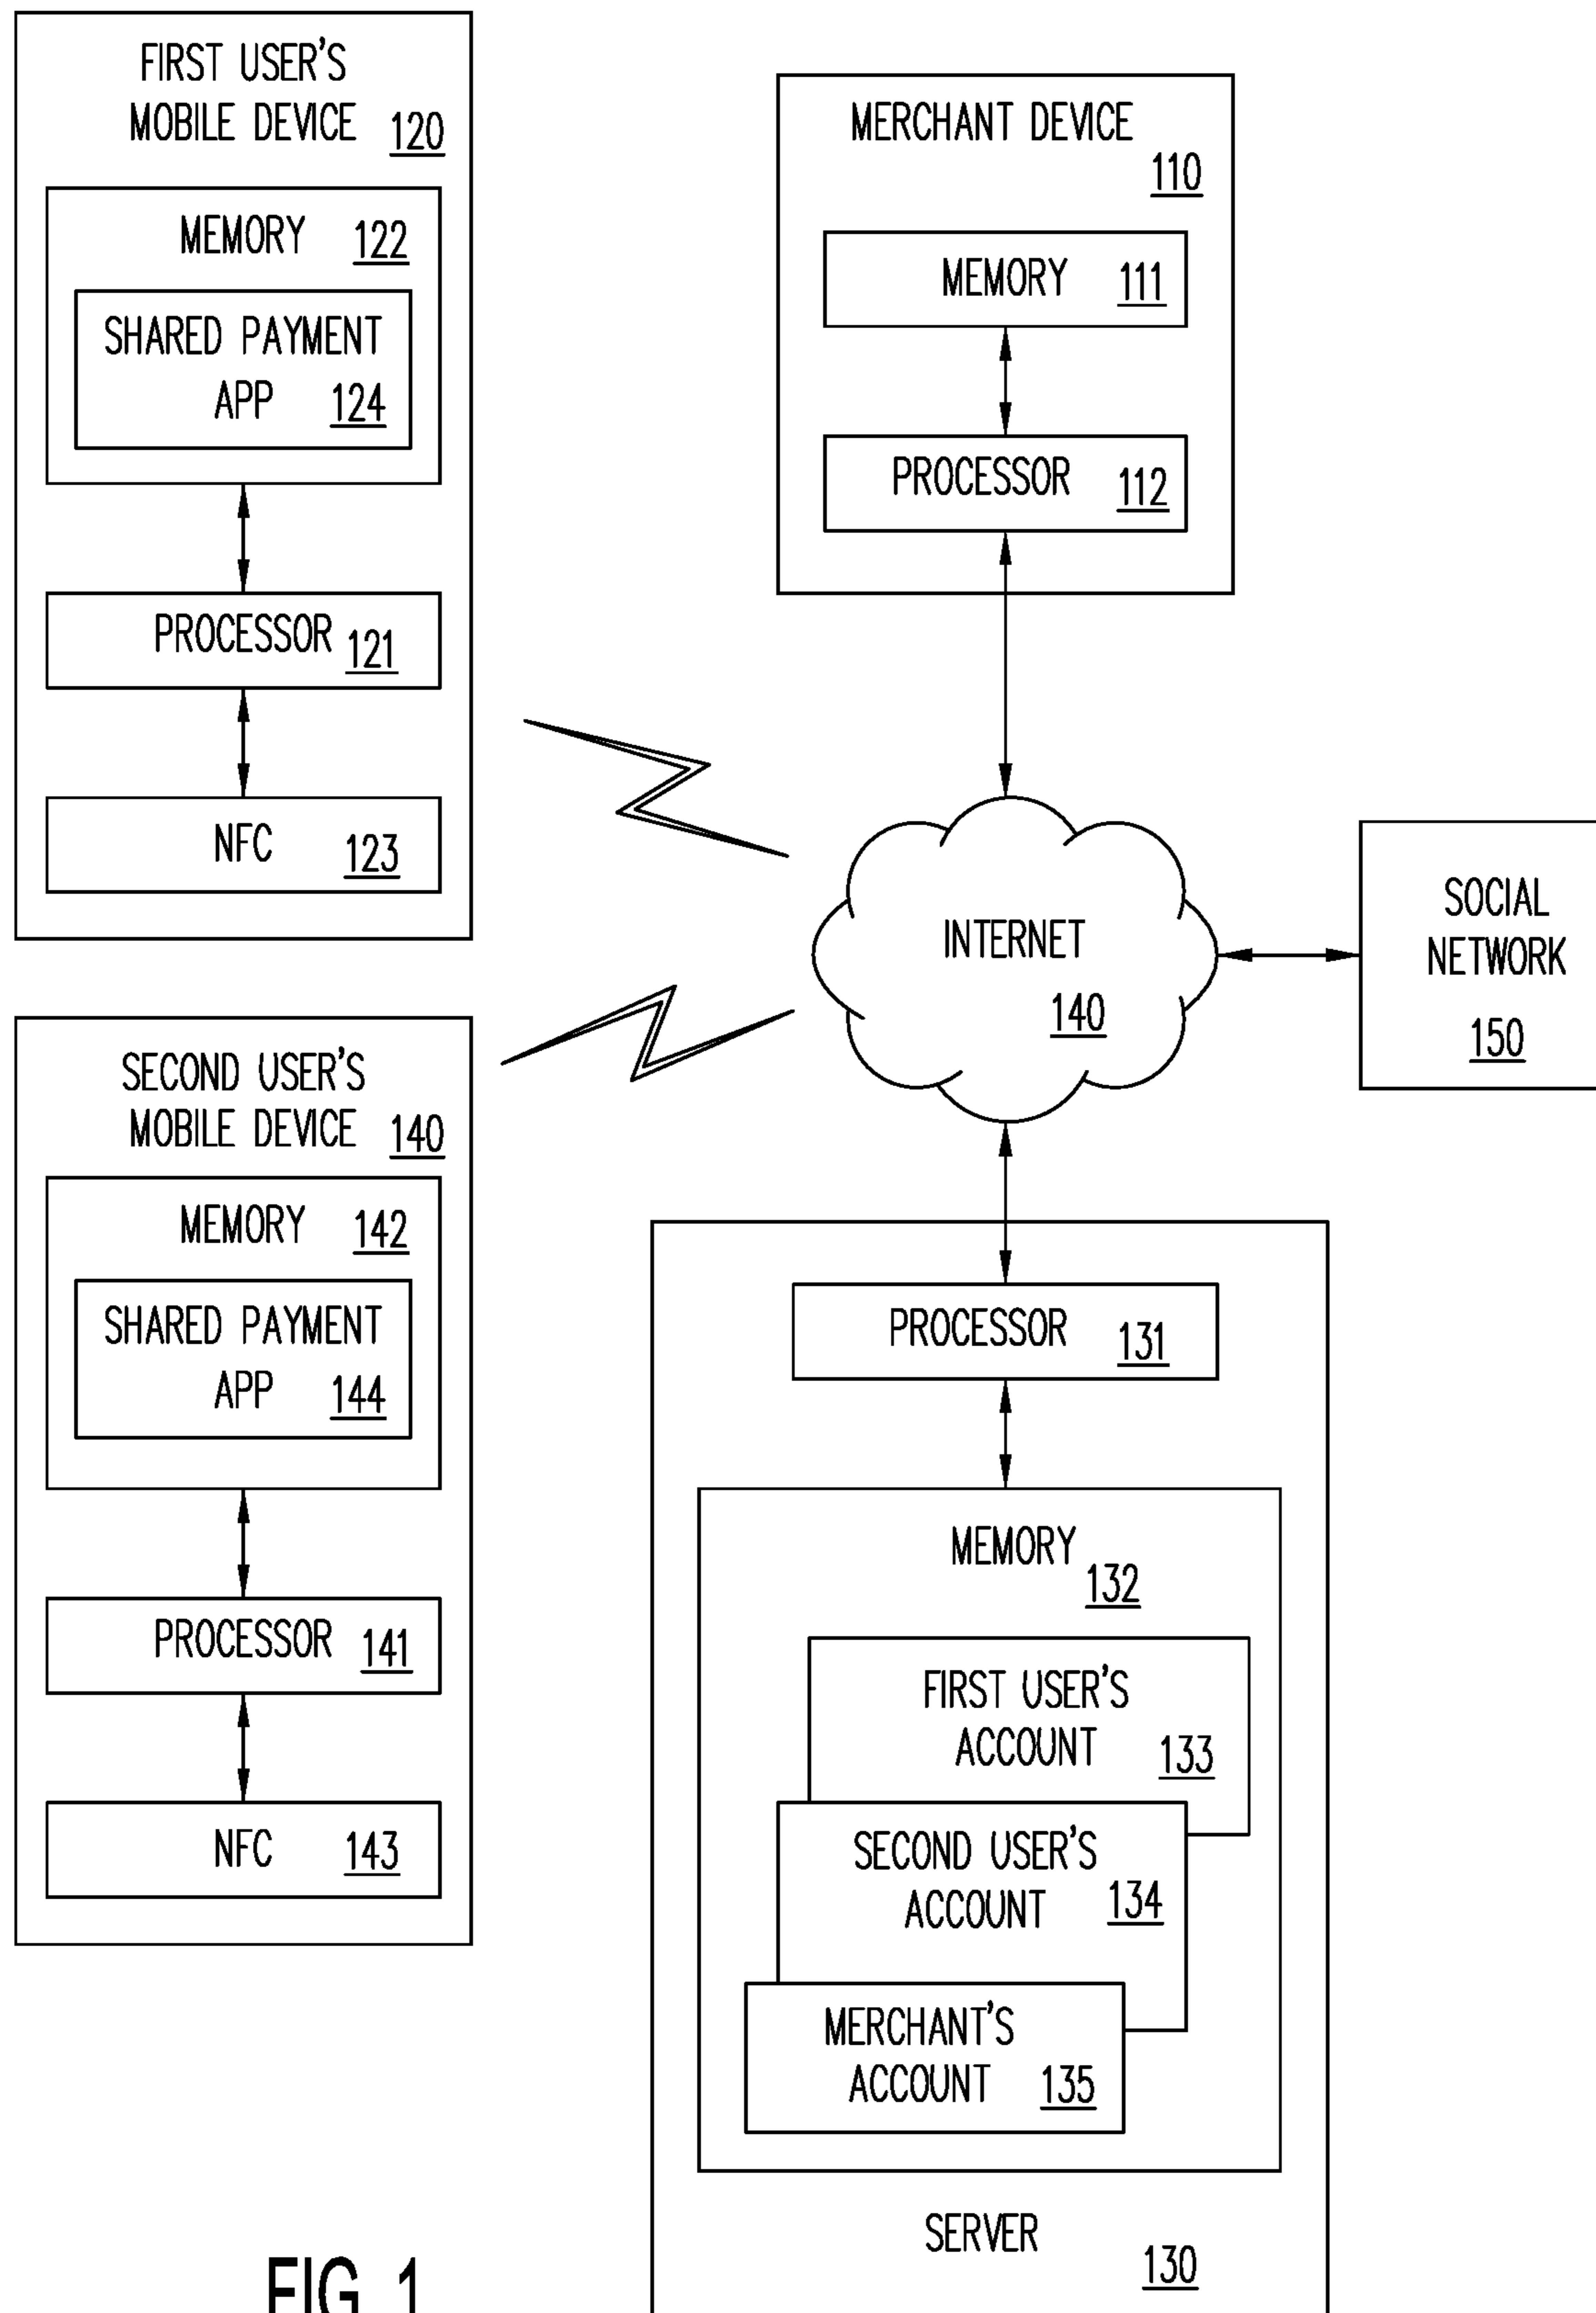 FIRST USER'S
MOBILE DEVICE 120
MEMORY 122
SHARED PAYMENT
APP 124
PROCESSOR 121
NFC 123
MERCHANT DEVICE
110
MEMORY 111
PROCESSOR 112
INTERNET
140
SOCIAL
NETWORK
150
SECOND USER'S
MOBILE DEVICE 140
MEMORY 142
SHARED PAYMENT
APP 144
PROCESSOR 141
NFC 143
PROCESSOR 131
MEMORY
132
FIRST USER'S
ACCOUNT 133
SECOND USER'S
ACCOUNT 134
MERCHANT'S
ACCOUNT 135
SERVER
130
FIG. 1